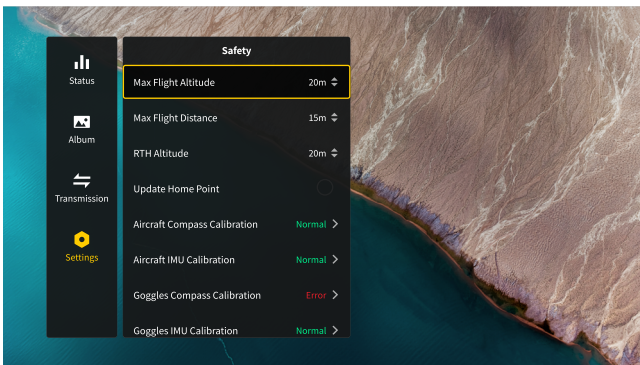 Safety
Status
Max Flight Altitude 20m
Max Flight Distance 15m
Album
RTH Altitude 20m
Update Home Point
Transmission
Aircraft Compass Calibration Normal
Settings
Aircraft IMU Calibration Normal
Goggles Compass Calibration Error
Goggles IMU Calibration Normal